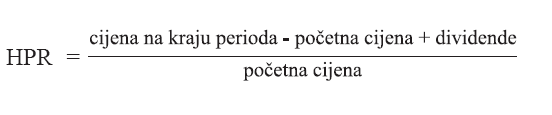 cijena na kraju perioda - početna cijena + dividende
HPR =
početna cijena